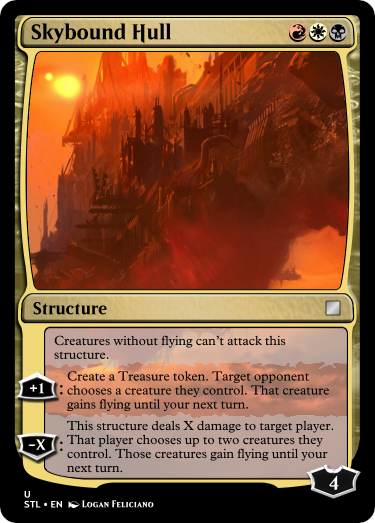 Skybound Hull
Structure
Creatures without flying can't attack this
structure.
+1
: Create a Treasure token. Target opponent
chooses a creature they control. That creature
gains flying until your next turn.
-X
This structure deals X damage to target player.
: That player chooses up to two creatures they
control. Those creatures gain flying until your
next turn.
4
U
STL • EN Logan Feliciano